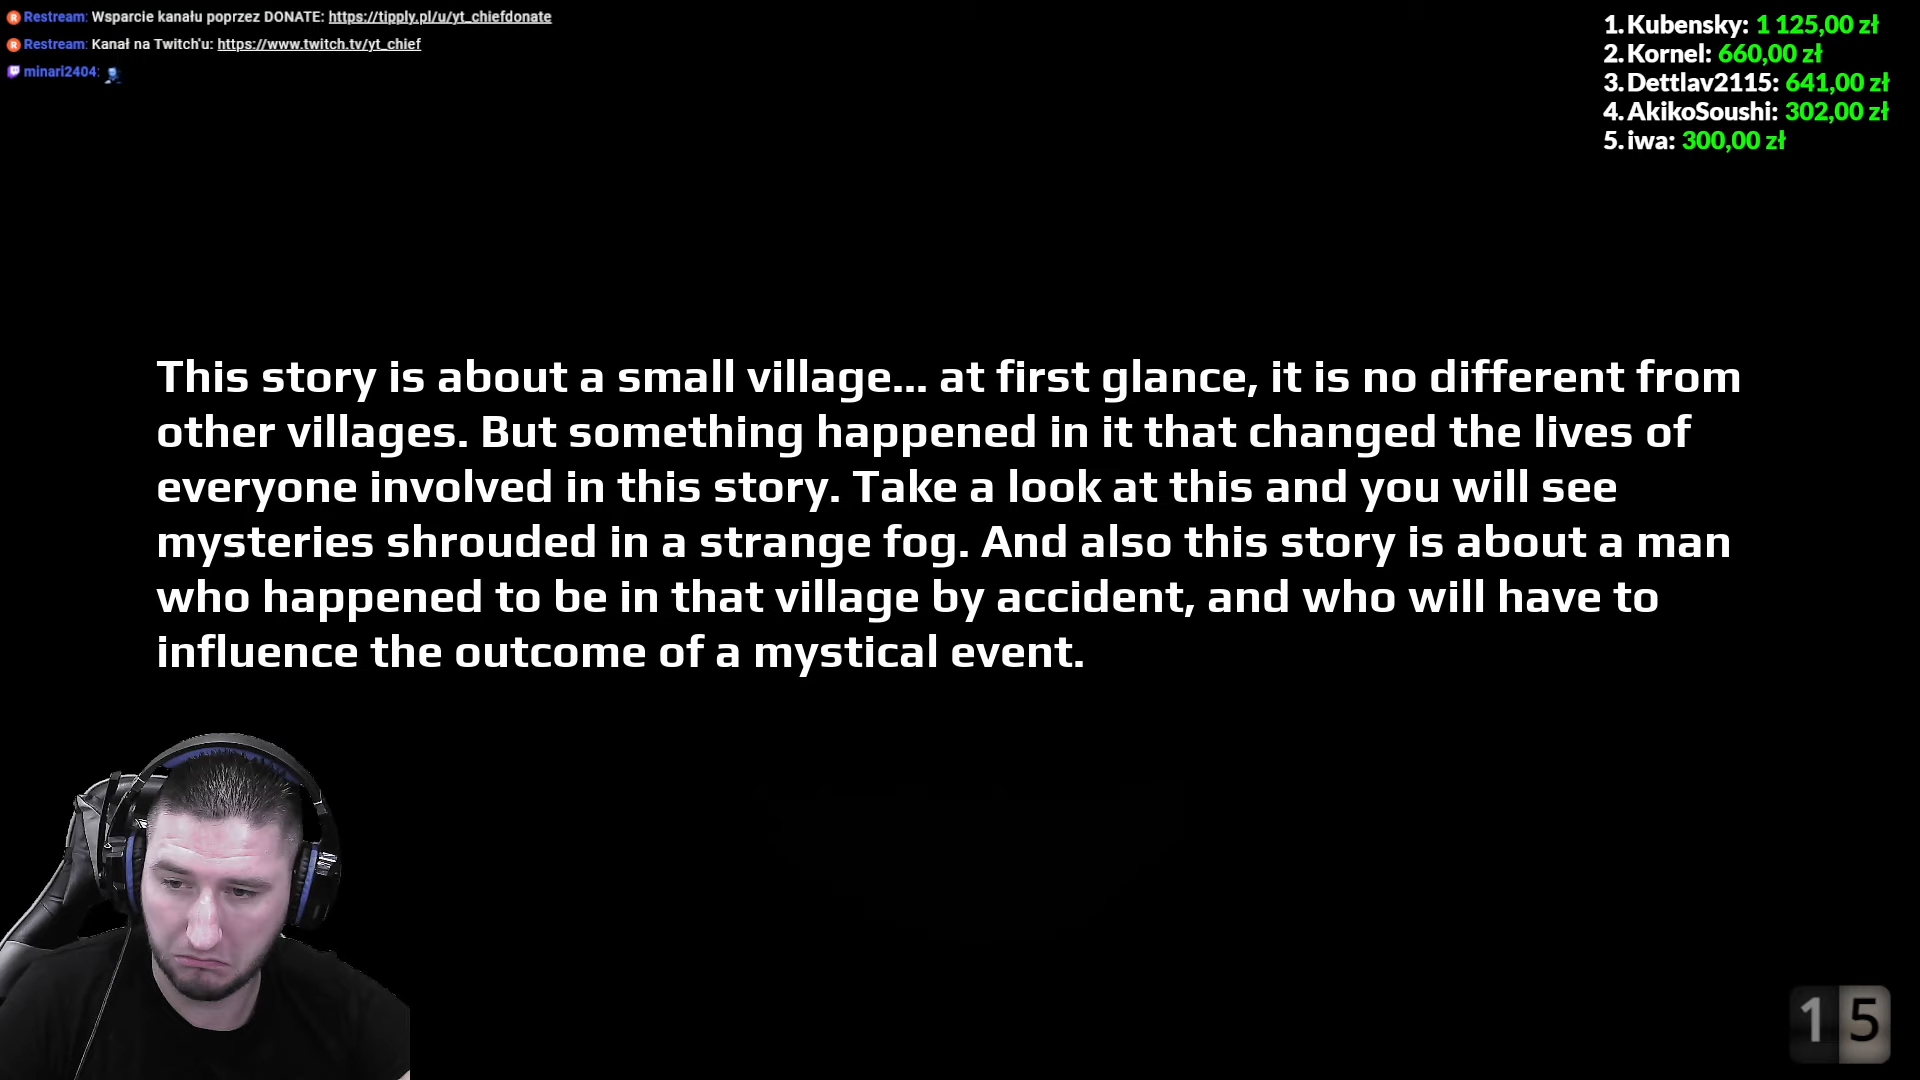 Restream: Wsparcie kanału poprzez DONATE: https://tipply.pl/u/yt_chiefdonate
Restream: Kanał na Twitch'u: https://www.twitch.tv/yt_chief
minari2404:
1. Kubensky: 1 125,00 zł
2. Kornel: 660,00 zł
3. Dettlav2115: 641,00 zł
4. AkikoSoushi: 302,00 zł
5. iwa: 300,00 zł
This story is about a small village... at first glance, it is no different from
other villages. But something happened in it that changed the lives of
everyone involved in this story. Take a look at this and you will see
mysteries shrouded in a strange fog. And also this story is about a man
who happened to be in that village by accident, and who will have to
influence the outcome of a mystical event.
15